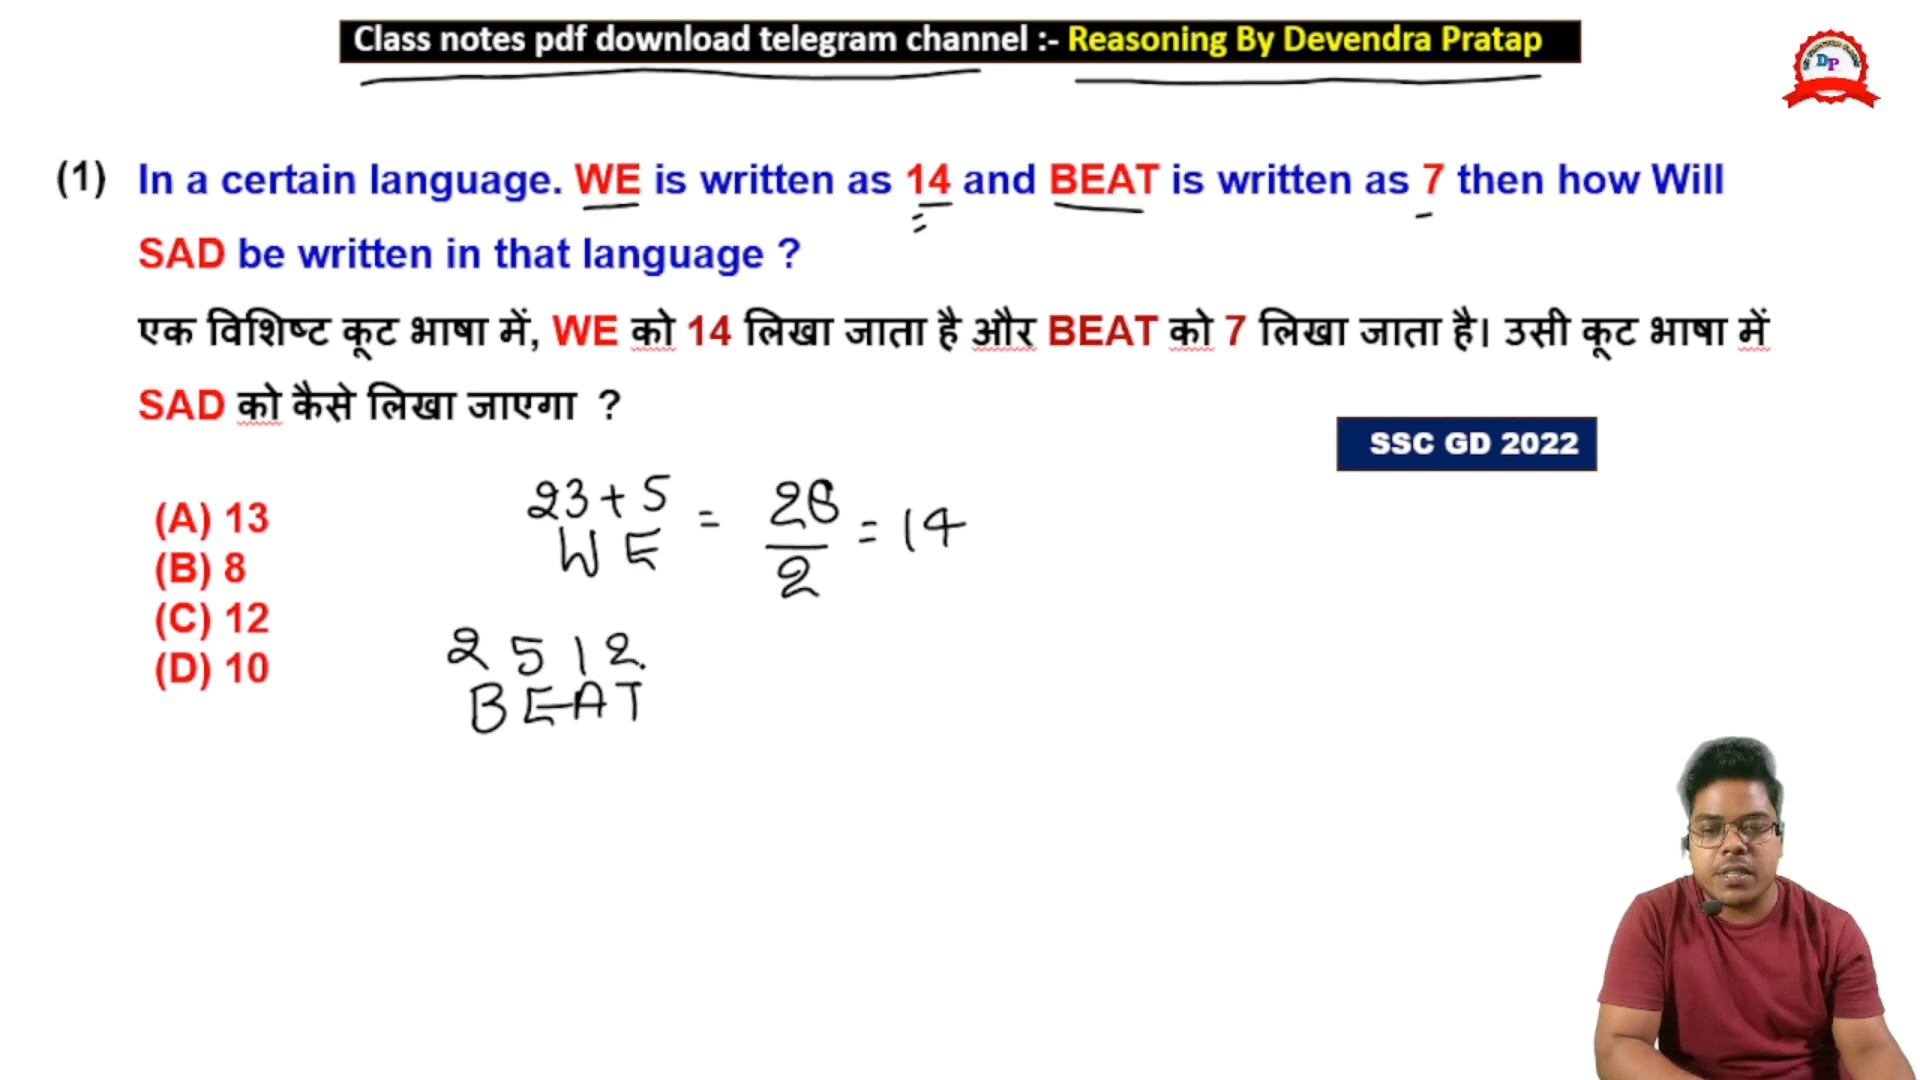 Class notes pdf download telegram channel :- Reasoning By Devendra Pratap
DP
(1) In a certain language. WE is written as 14 and BEAT is written as 7 then how Will
SAD be written in that language ?
एक विशिष्ट कूट भाषा में, WE को 14 लिखा जाता है और BEAT को 7 लिखा जाता है। उसी कूट भाषा में
SAD को कैसे लिखा जाएगा ?
SSC GD 2022
(A) 13
(B) 8
(C) 12
(D) 10
23+5
WE = 28/2 = 14
2 5 1 2.
BEAT